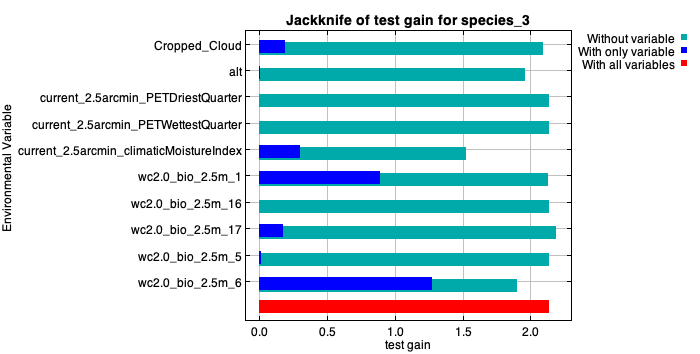 Jackknife of test gain for species_3
Without variable
With only variable
With all variables
Environmental Variable
Cropped_Cloud
alt
current_2.5arcmin_PETDriestQuarter
current_2.5arcmin_PETWettestQuarter
current_2.5arcmin_climaticMoistureIndex
wc2.0_bio_2.5m_1
wc2.0_bio_2.5m_16
wc2.0_bio_2.5m_17
wc2.0_bio_2.5m_5
wc2.0_bio_2.5m_6
0.0 0.5 1.0 1.5 2.0
test gain